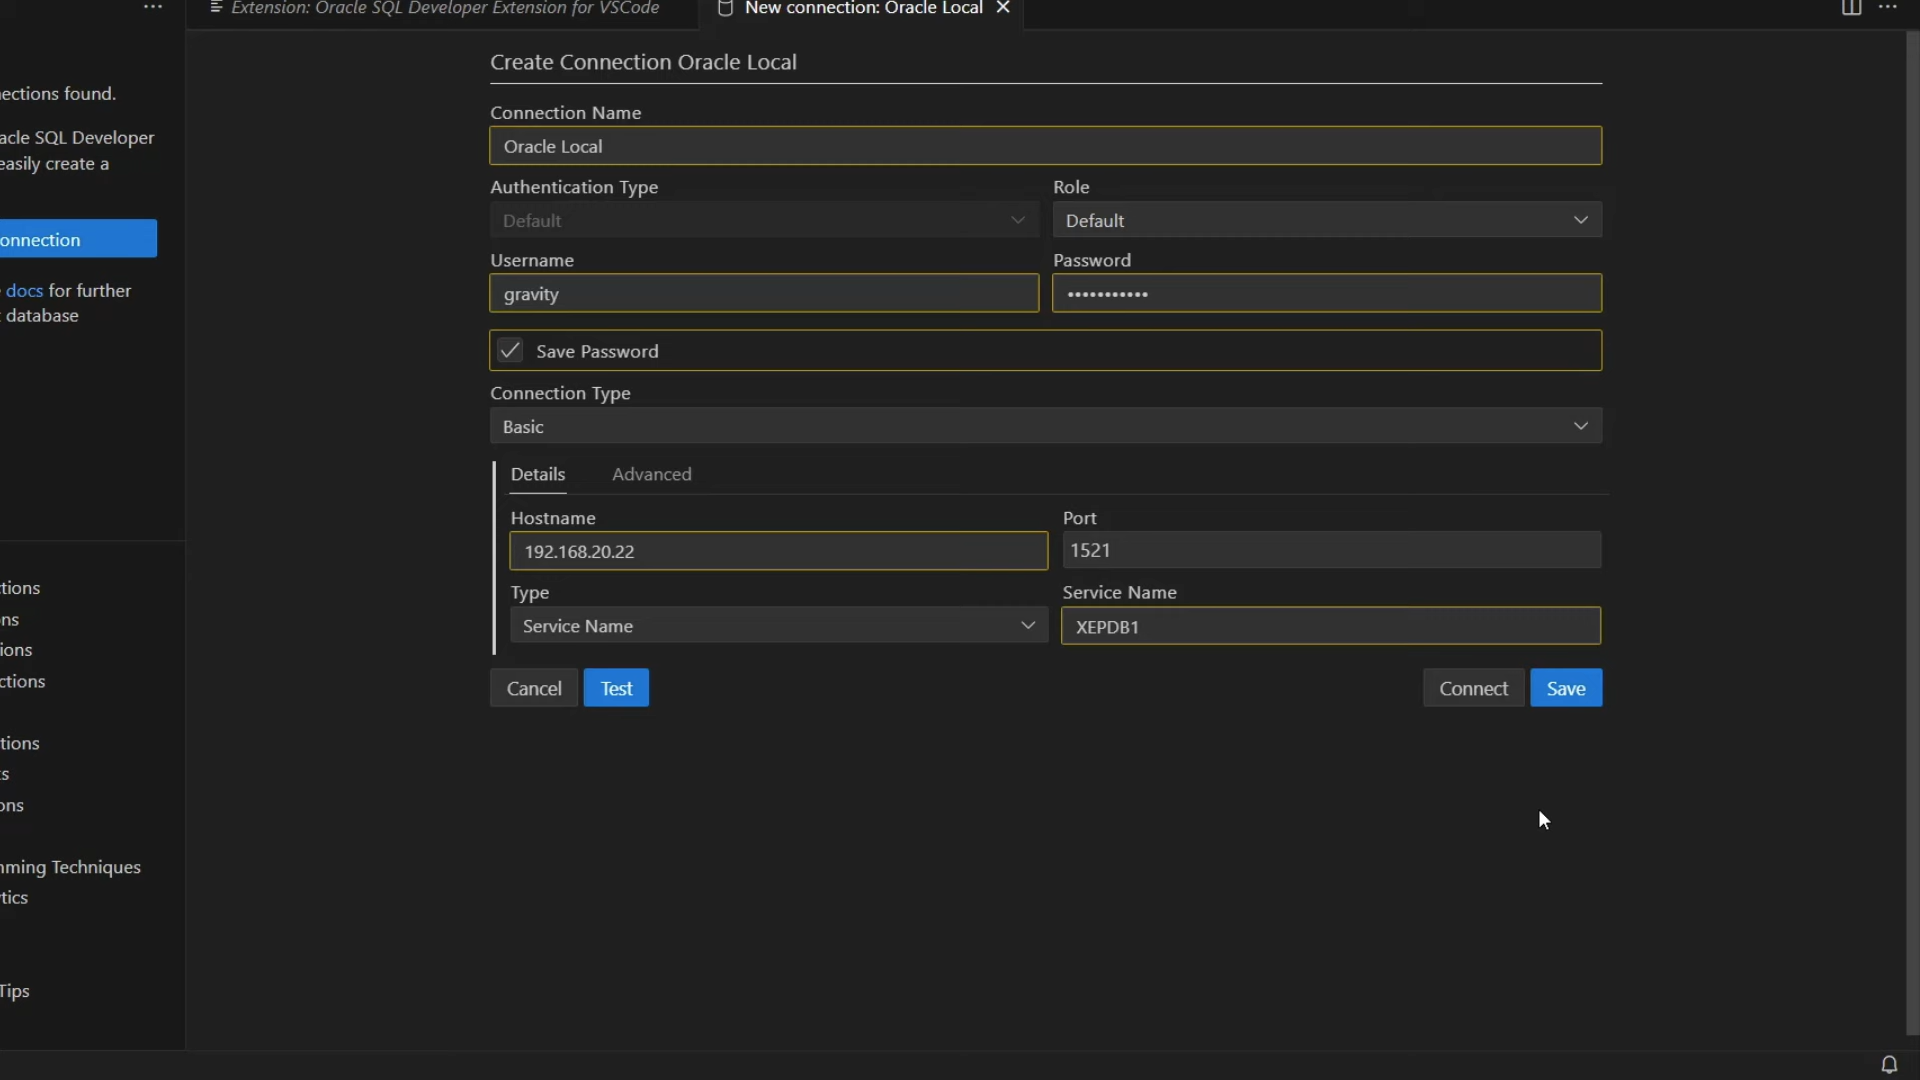 Extension: Oracle SQL Developer Extension for VSCode
New connection: Oracle Local
ections found.
acle SQL Developer
easily create a
onnection
docs for further
database
Create Connection Oracle Local
Connection Name
Oracle Local
Authentication Type
Role
Default
Default
Username
Password
gravity
•••••••••••
Save Password
Connection Type
Basic
Details
Advanced
Hostname
Port
192.168.20.22
1521
Type
Service Name
Service Name
XEPDB1
Cancel
Test
Connect
Save
tions
ns
ions
ctions
tions
s
ons
mming Techniques
tics
Tips